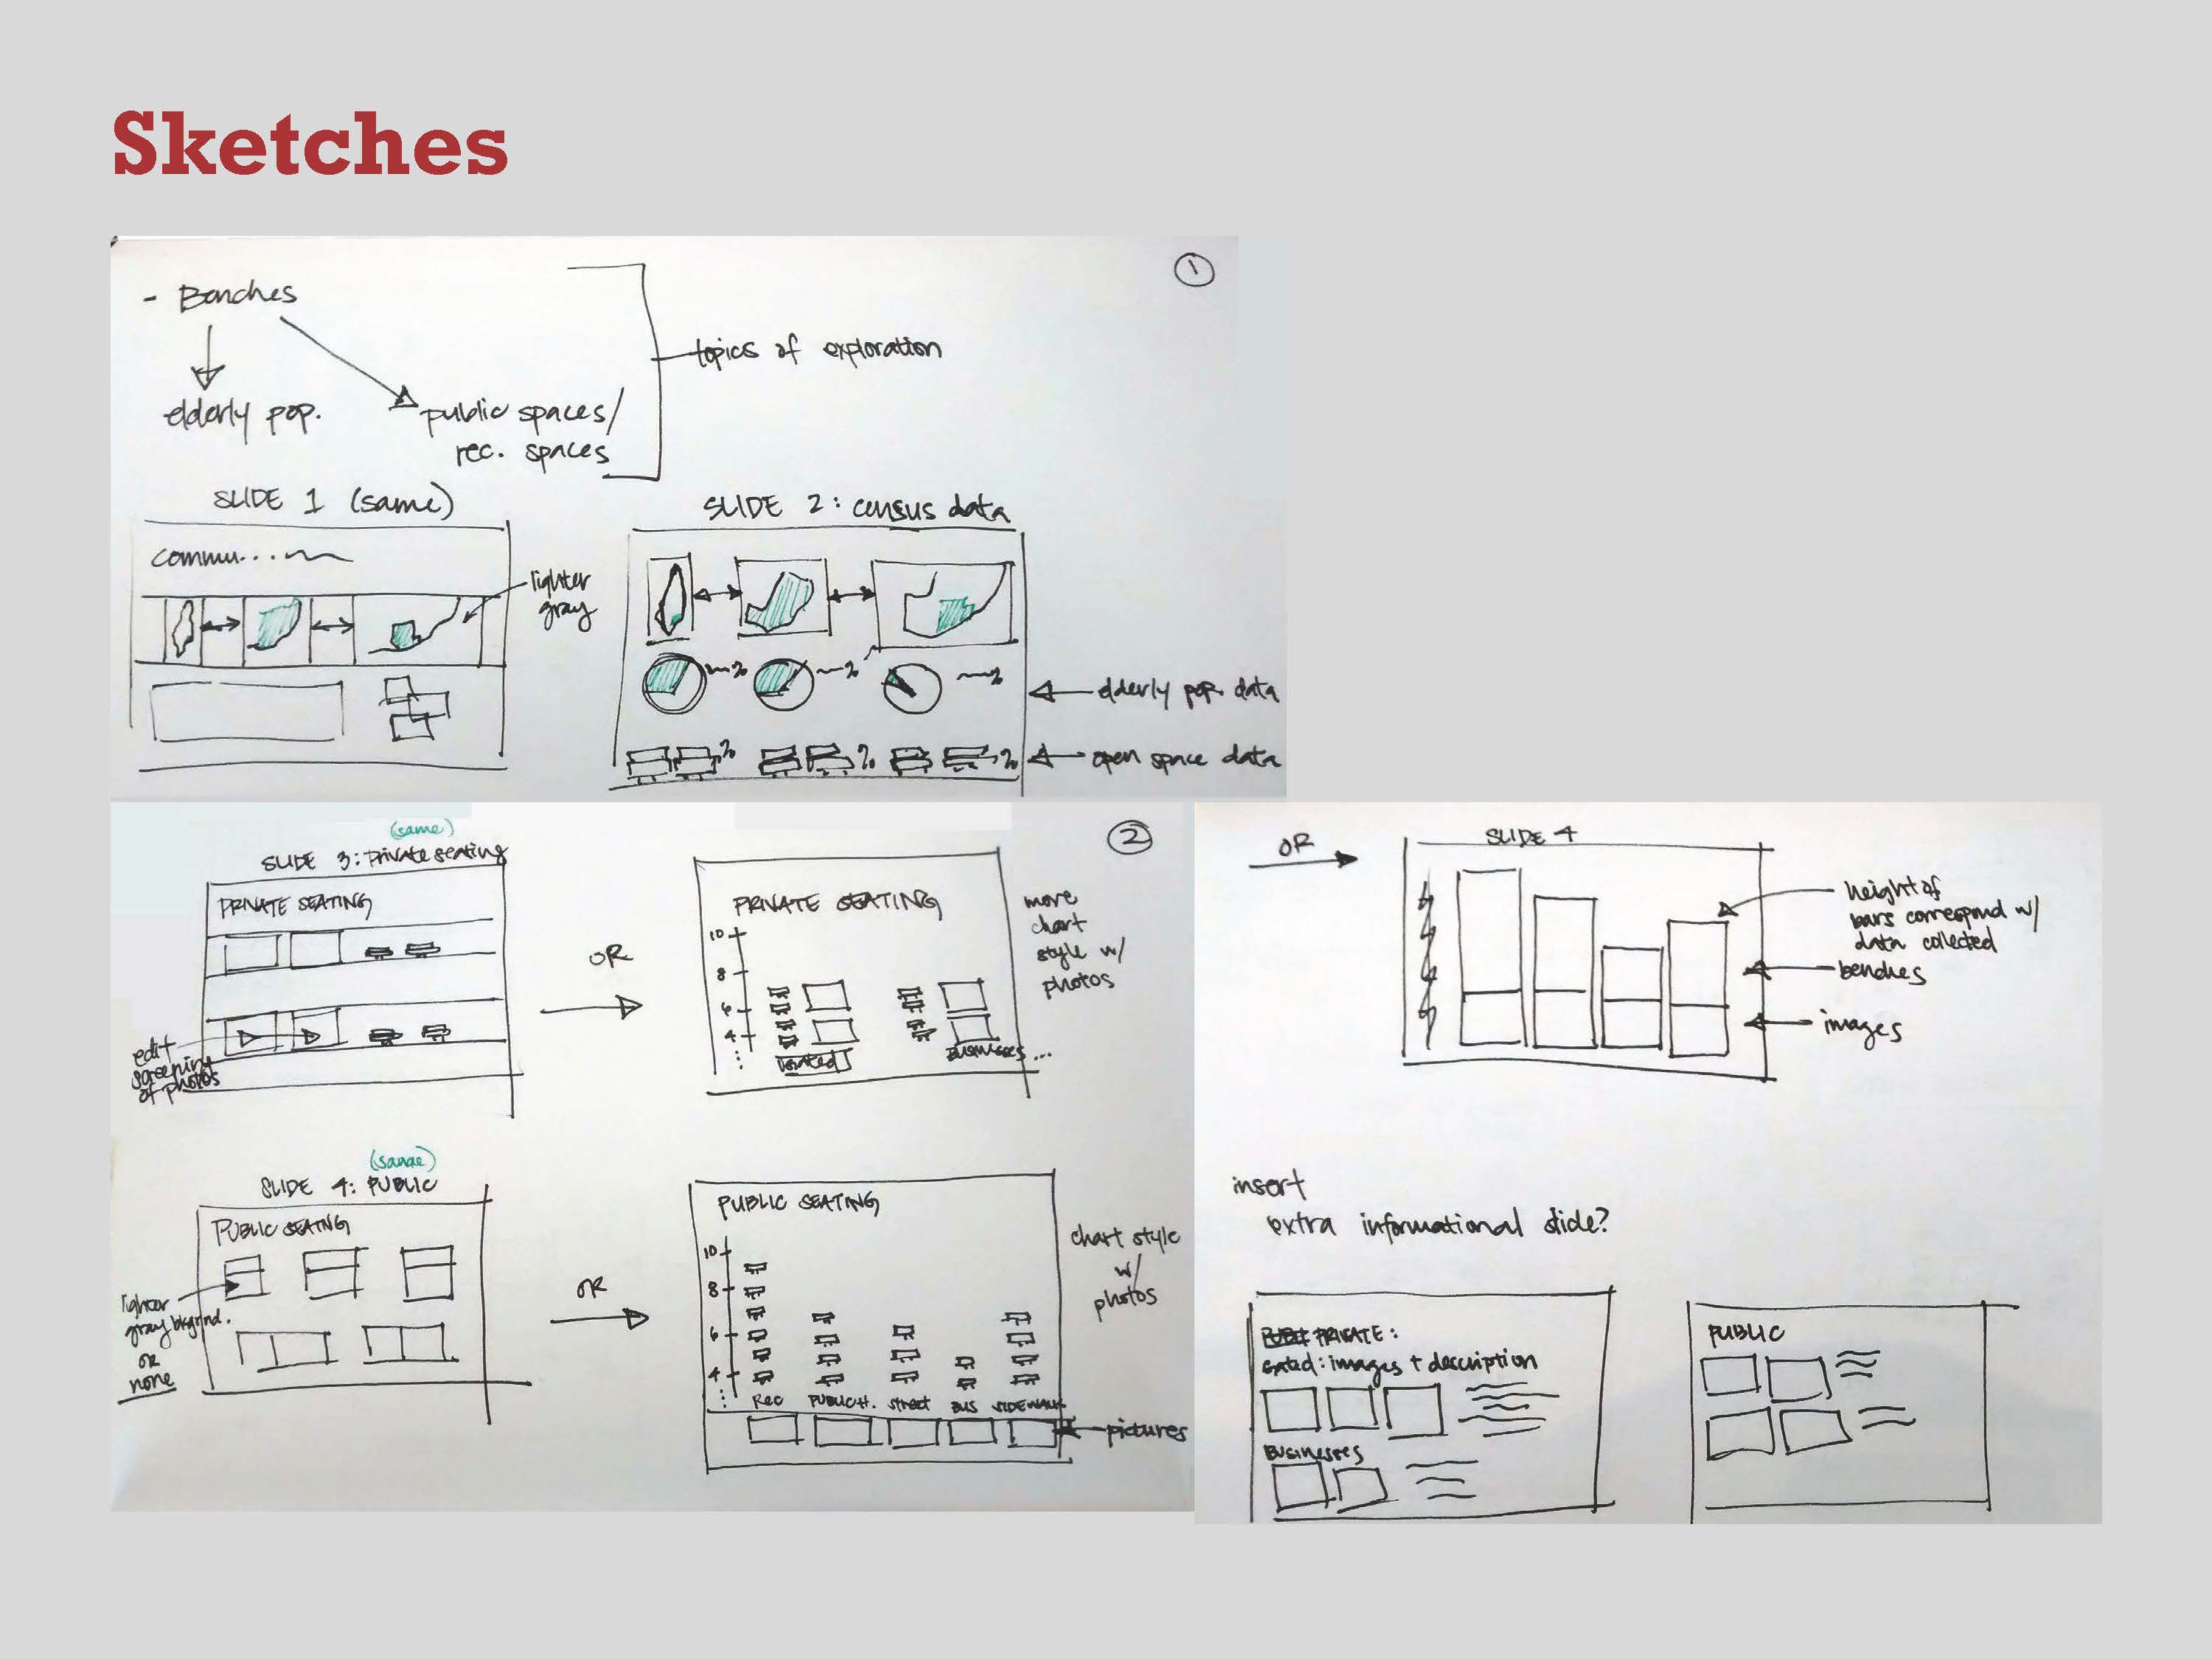 Sketches
1
- Benches
elderly pop.
public spaces/
rec. spaces
topics of exploration
SLIDE 1 (same)
commu...
lighter
gray
SLIDE 2: census data
%
%
%
elderly pop. data
% % %
open space data
2
(same)
SLIDE 3: Private seating
PRIVATE SEATING
edit
screening
of photos
OR
PRIVATE SEATING
10
8
6
4
BUSINESSES ...
more
chart
style w/
photos
(same)
SLIDE 4: PUBLIC
PUBLIC SEATING
lighter
gray bkgrnd.
OR
none
OR
PUBLIC SEATING
10
8
6
4
Rec PUBLIC H. street BUS SIDEWALK
pictures
chart style
w/
photos
OR
SLIDE 4
height of
bars correspond w/
data collected
benches
images
insert
extra informational slide?
PRIVATE:
Gated: images + description
BUSINESSES
PUBLIC